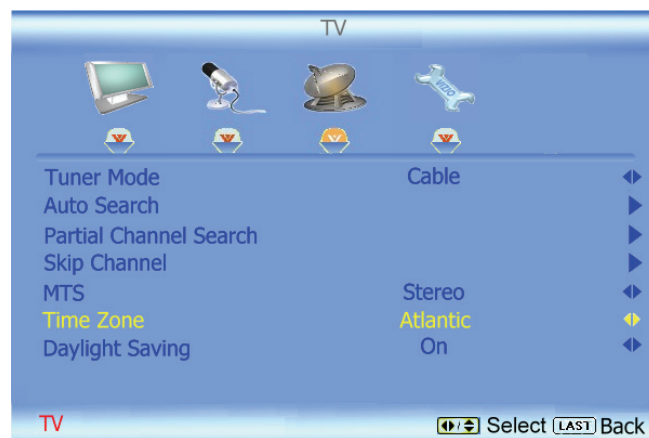 TV
VIZIO
Tuner Mode Cable
Auto Search
Partial Channel Search
Skip Channel
MTS Stereo
Time Zone Atlantic
Daylight Saving On
TV Select LAST Back